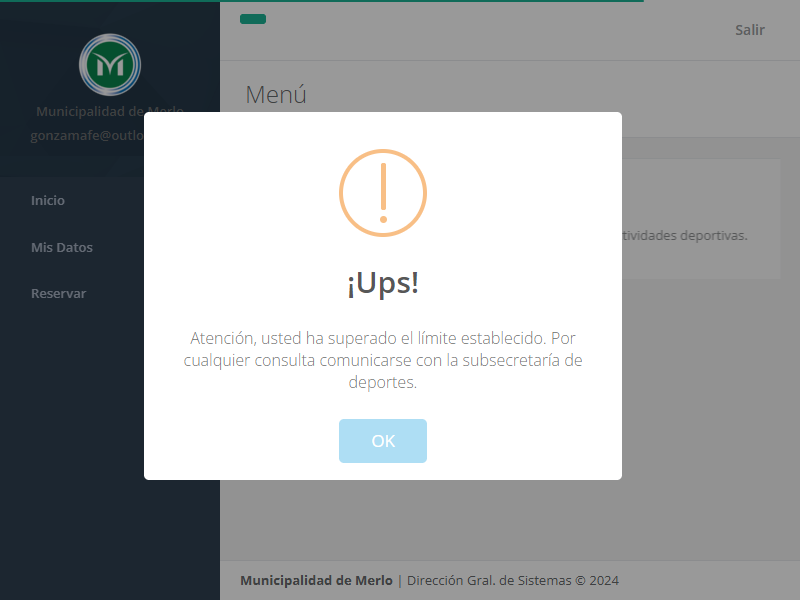 Salir
Municipalidad de Merlo
gonzamafe@outlo
Inicio
Mis Datos
Reservar
Menú
tividades deportivas.
¡Ups!
Atención, usted ha superado el límite establecido. Por
cualquier consulta comunicarse con la subsecretaría de
deportes.
OK
Municipalidad de Merlo | Dirección Gral. de Sistemas © 2024